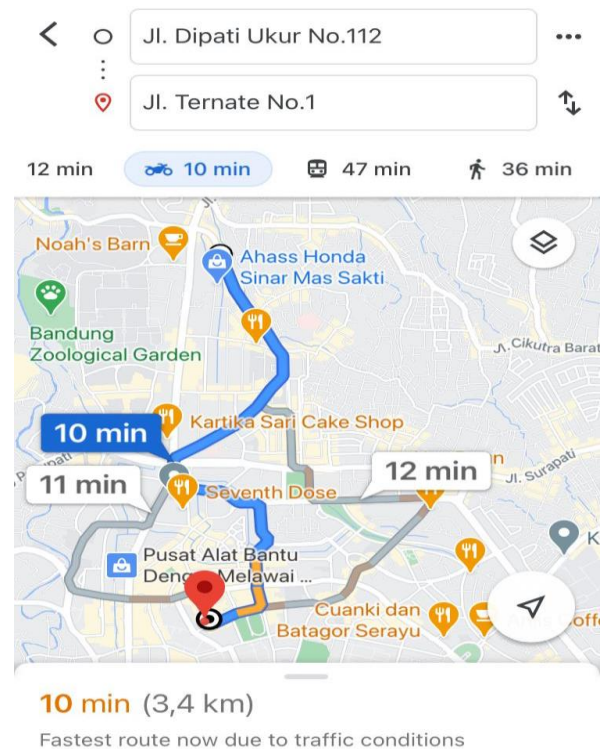 Jl. Dipati Ukur No.112
Jl. Ternate No.1
12 min
10 min
47 min
36 min
Noah's Barn
Ahass Honda
Sinar Mas Sakti
Bandung
Zoological Garden
Jl. Cikutra Barat
Kartika Sari Cake Shop
10 min
11 min
12 min
Jl. Surapati
Seventh Dose
Pusat Alat Bantu
Melawai ...
Cuanki dan
Batagor Serayu
10 min (3,4 km)
Fastest route now due to traffic conditions